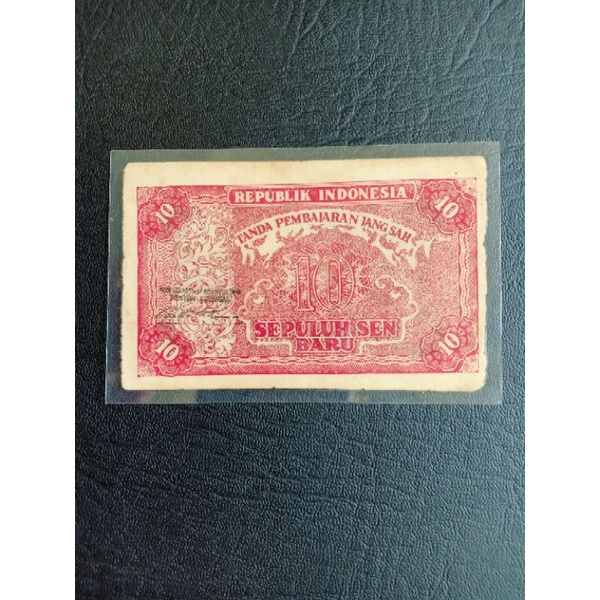 REPUBLIK INDONESIA
10
10
TANDA PEMBAJARAN JANG SAH
10
SEPULUH SEN
BARU
10
10